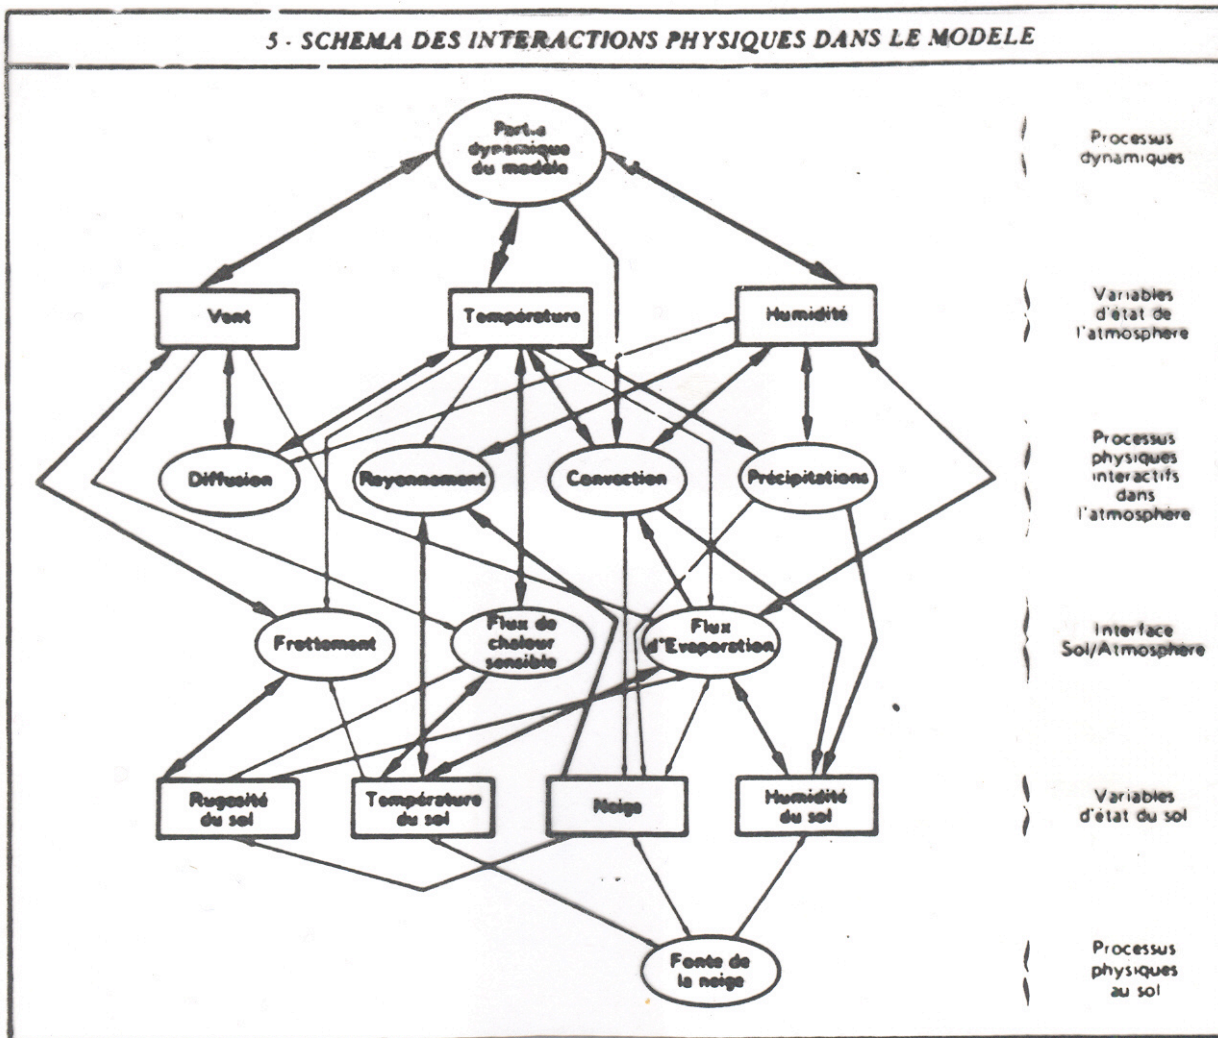 5 - SCHEMA DES INTERACTIONS PHYSIQUES DANS LE MODELE
Partie
dynamique
du modèle
Processus
dynamiques
Vent
Température
Humidité
Variables
d'état de
l'atmosphère
Diffusion
Rayonnement
Convection
Précipitations
Processus
physiques
interactifs
dans
l'atmosphère
Frottement
Flux de
chaleur
sensible
Flux
d'Evaporation
Interface
Sol/Atmosphère
Rugosité
du sol
Température
du sol
Neige
Humidité
du sol
Variables
d'état du sol
Fonte de
la neige
Processus
physiques
au sol